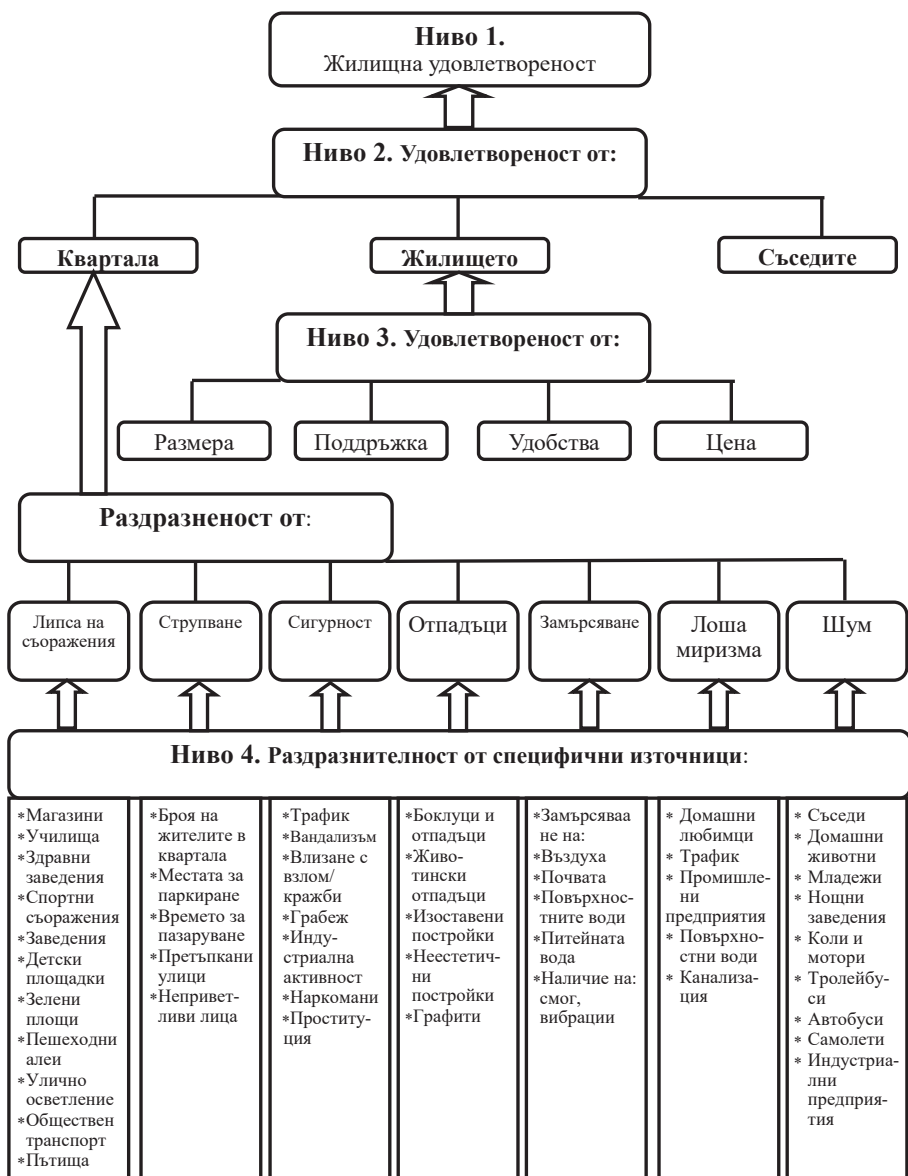 Ниво 1.
Жилищна удовлетвореност
Ниво 2. Удовлетвореност от:
Квартала
Жилището
Съседите
Ниво 3. Удовлетвореност от:
Размера
Поддръжка
Удобства
Цена
Раздразненост от:
Липса на
съоражения
Струпване
Сигурност
Отпадъци
Замърсяване
Лоша
миризма
Шум
Ниво 4. Раздразнителност от специфични източници:
*Магазини
*Училища
*Здравни
заведения
*Спортни
съоражения
*Заведения
*Детски
площадки
*Зелени
площи
*Пешеходни
алеи
*Улично
осветление
*Обществен
транспорт
*Пътища
*Броя на
жителите в
квартала
*Местата за
паркиране
*Времето за
пазаруване
*Претъпкани
улици
*Неприват-
ливи лица
*Трафик
*Вандализъм
*Влизане с
взлом/
кражби
*Грабеж
*Инду-
стриална
активност
*Наркомани
*Проститу-
ция
*Боклуци и
отпадъци
*Живо-
тински
отпадъци
*Изоставени
постройки
*Неестетич-
ни
постройки
*Графити
*Замърсява
ане на:
*Въздуха
*Почвата
*Повърхнос-
тните води
*Питейната
вода
*Наличие на:
смог,
вибрации
* Домашни
любимци
* Трафик
* Промишле-
ни
предприятия
* Повърхно-
стни води
* Канализа-
ция
* Съседи
* Домашни
животни
* Младежи
* Нощни
заведения
* Коли и
мотори
* Тролейбу-
си
* Автобуси
* Самолети
* Индустриа-
лни
предприя-
тия